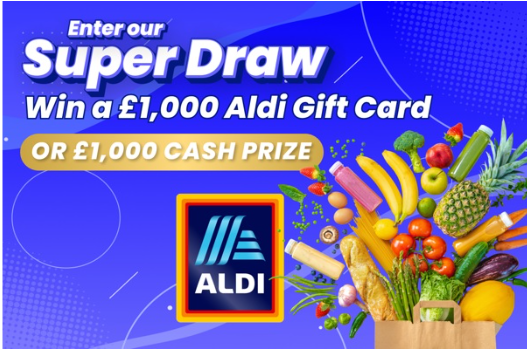 Enter our
Super Draw
Win a £1,000 Aldi Gift Card
OR £1,000 CASH PRIZE
ALDI